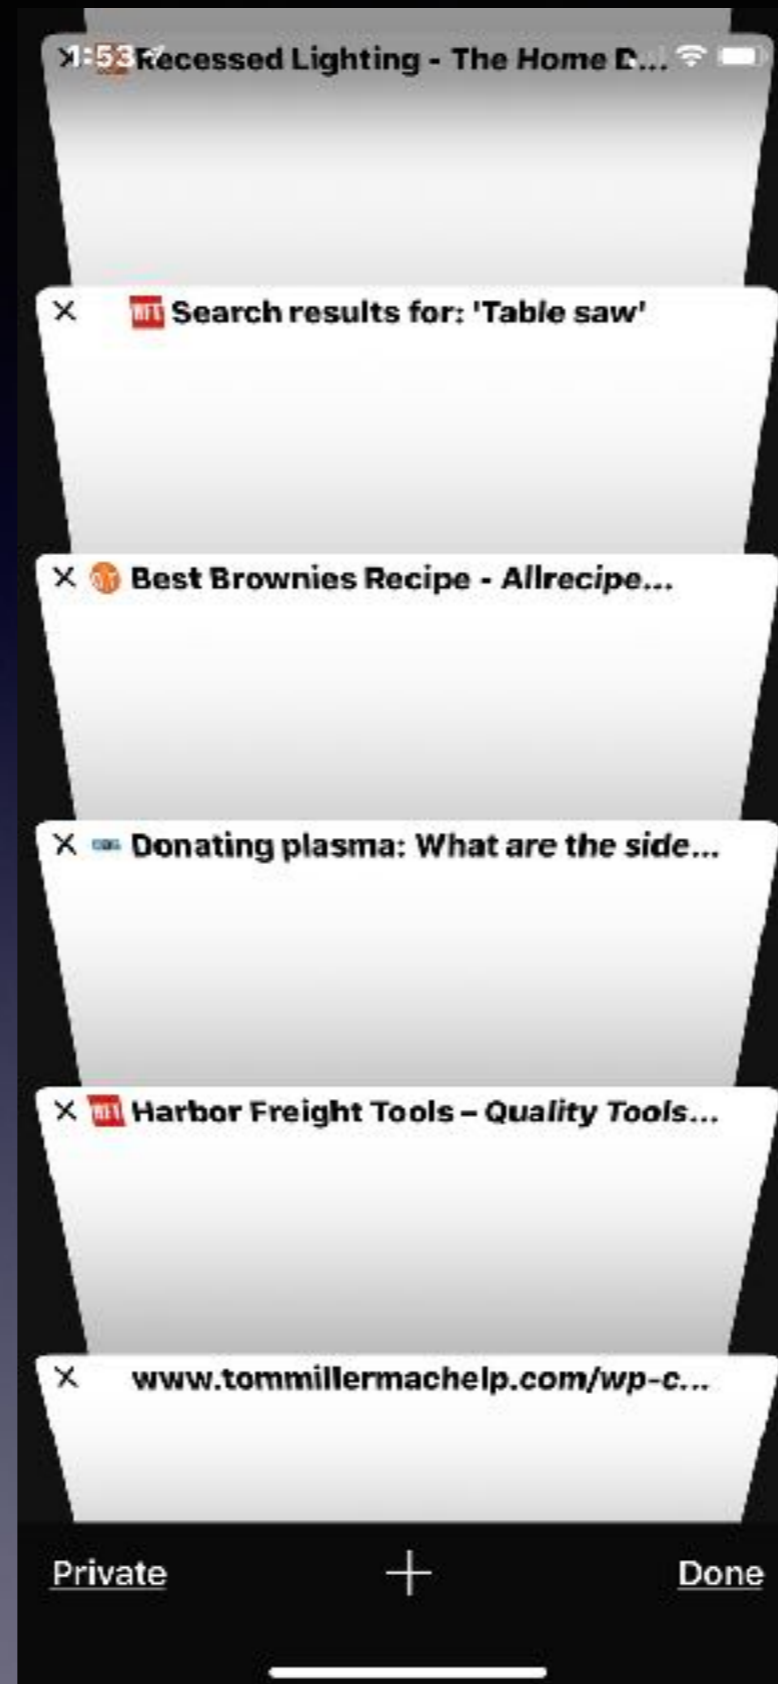 1:53
Recessed Lighting - The Home D...
Search results for: 'Table saw'
Best Brownies Recipe - Allrecipe...
Donating plasma: What are the side...
Harbor Freight Tools – Quality Tools...
www.tommillermachelp.com/wp-c...
Private
Done